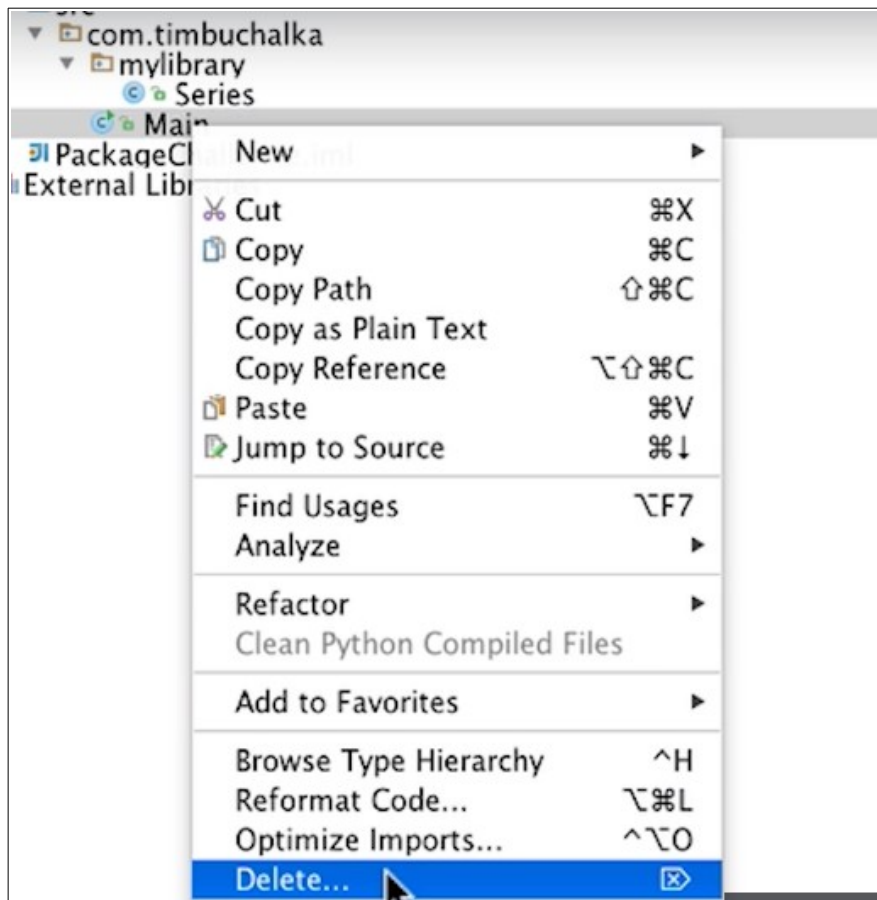 src
com.timbuchalka
mylibrary
Series
Main
PackageCh
External Libr
New
Cut ⌘X
Copy ⌘C
Copy Path ⇧⌘C
Copy as Plain Text
Copy Reference ⌥⇧⌘C
Paste ⌘V
Jump to Source ⌘↓
Find Usages ⌥F7
Analyze
Refactor
Clean Python Compiled Files
Add to Favorites
Browse Type Hierarchy ^H
Reformat Code... ⌥⌘L
Optimize Imports... ^⌥O
Delete... ⌦